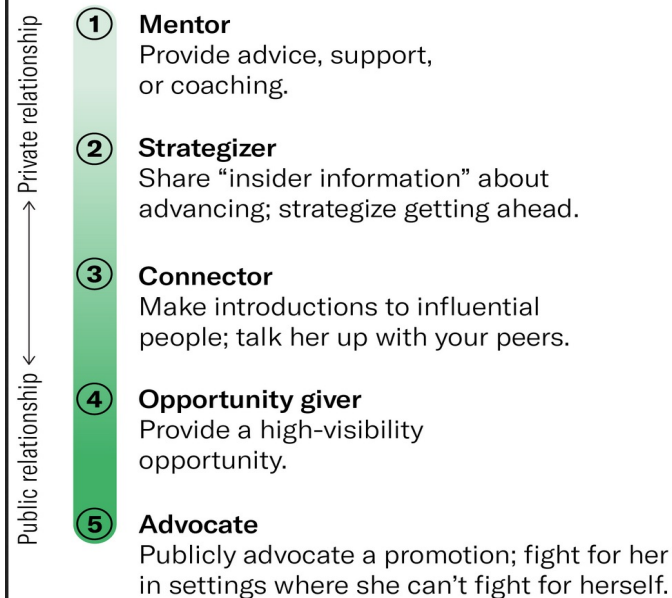 Private relationship
Public relationship
1
Mentor
Provide advice, support,
or coaching.
2
Strategizer
Share “insider information” about
advancing; strategize getting ahead.
3
Connector
Make introductions to influential
people; talk her up with your peers.
4
Opportunity giver
Provide a high-visibility
opportunity.
5
Advocate
Publicly advocate a promotion; fight for her
in settings where she can’t fight for herself.